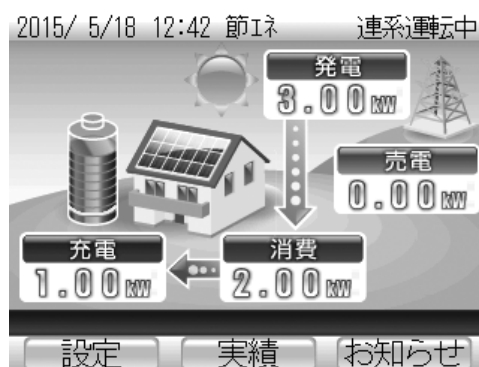 2015/ 5/18 12:42 節エネ 連系運転中
発電
3.00kW
売電
0.00kW
充電
1.00kW
消費
2.00kW
設定 実績 お知らせ